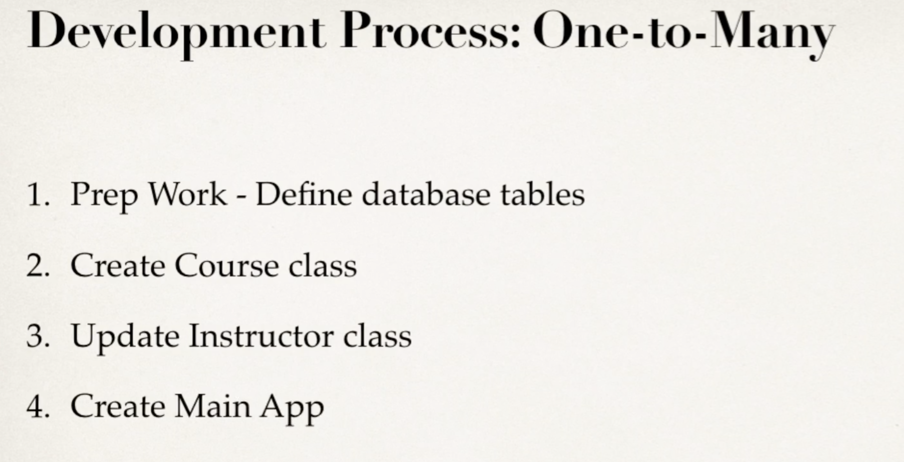 Development Process: One-to-Many
1. Prep Work - Define database tables
2. Create Course class
3. Update Instructor class
4. Create Main App